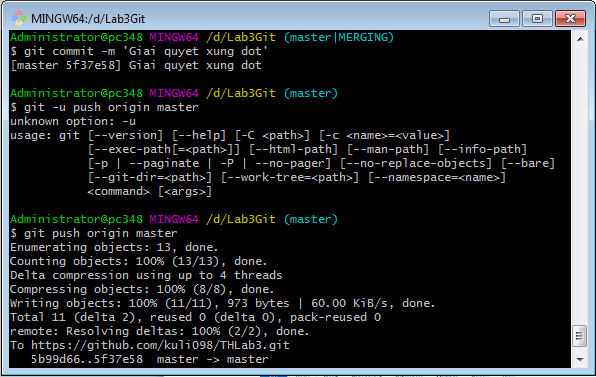 MINGW64:/d/Lab3Git
Administrator@pc348 MINGW64 /d/Lab3Git (master|MERGING)
$ git commit -m 'Giai quyet xung dot'
[master 5f37e58] Giai quyet xung dot
Administrator@pc348 MINGW64 /d/Lab3Git (master)
$ git -u push origin master
unknown option: -u
usage: git [--version] [--help] [-C <path>] [-c <name>=<value>]
[--exec-path[=<path>]] [--html-path] [--man-path] [--info-path]
[-p | --paginate | -P | --no-pager] [--no-replace-objects] [--bare]
[--git-dir=<path>] [--work-tree=<path>] [--namespace=<name>]
<command> [<args>]
Administrator@pc348 MINGW64 /d/Lab3Git (master)
$ git push origin master
Enumerating objects: 13, done.
Counting objects: 100% (13/13), done.
Delta compression using up to 4 threads
Compressing objects: 100% (8/8), done.
Writing objects: 100% (11/11), 973 bytes | 60.00 KiB/s, done.
Total 11 (delta 2), reused 0 (delta 0), pack-reused 0
remote: Resolving deltas: 100% (2/2), done.
To https://github.com/kuli098/THLab3.git
5b99d66..5f37e58  master -> master